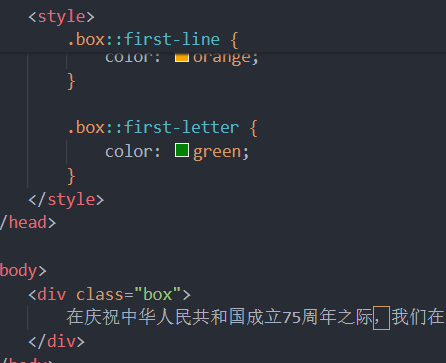 <style>
.box::first-line {
color: orange;
}
.box::first-letter {
color: green;
}
</style>
/head>
body>
<div class="box">
在庆祝中华人民共和国成立75周年之际，我们在
</div>
/body>